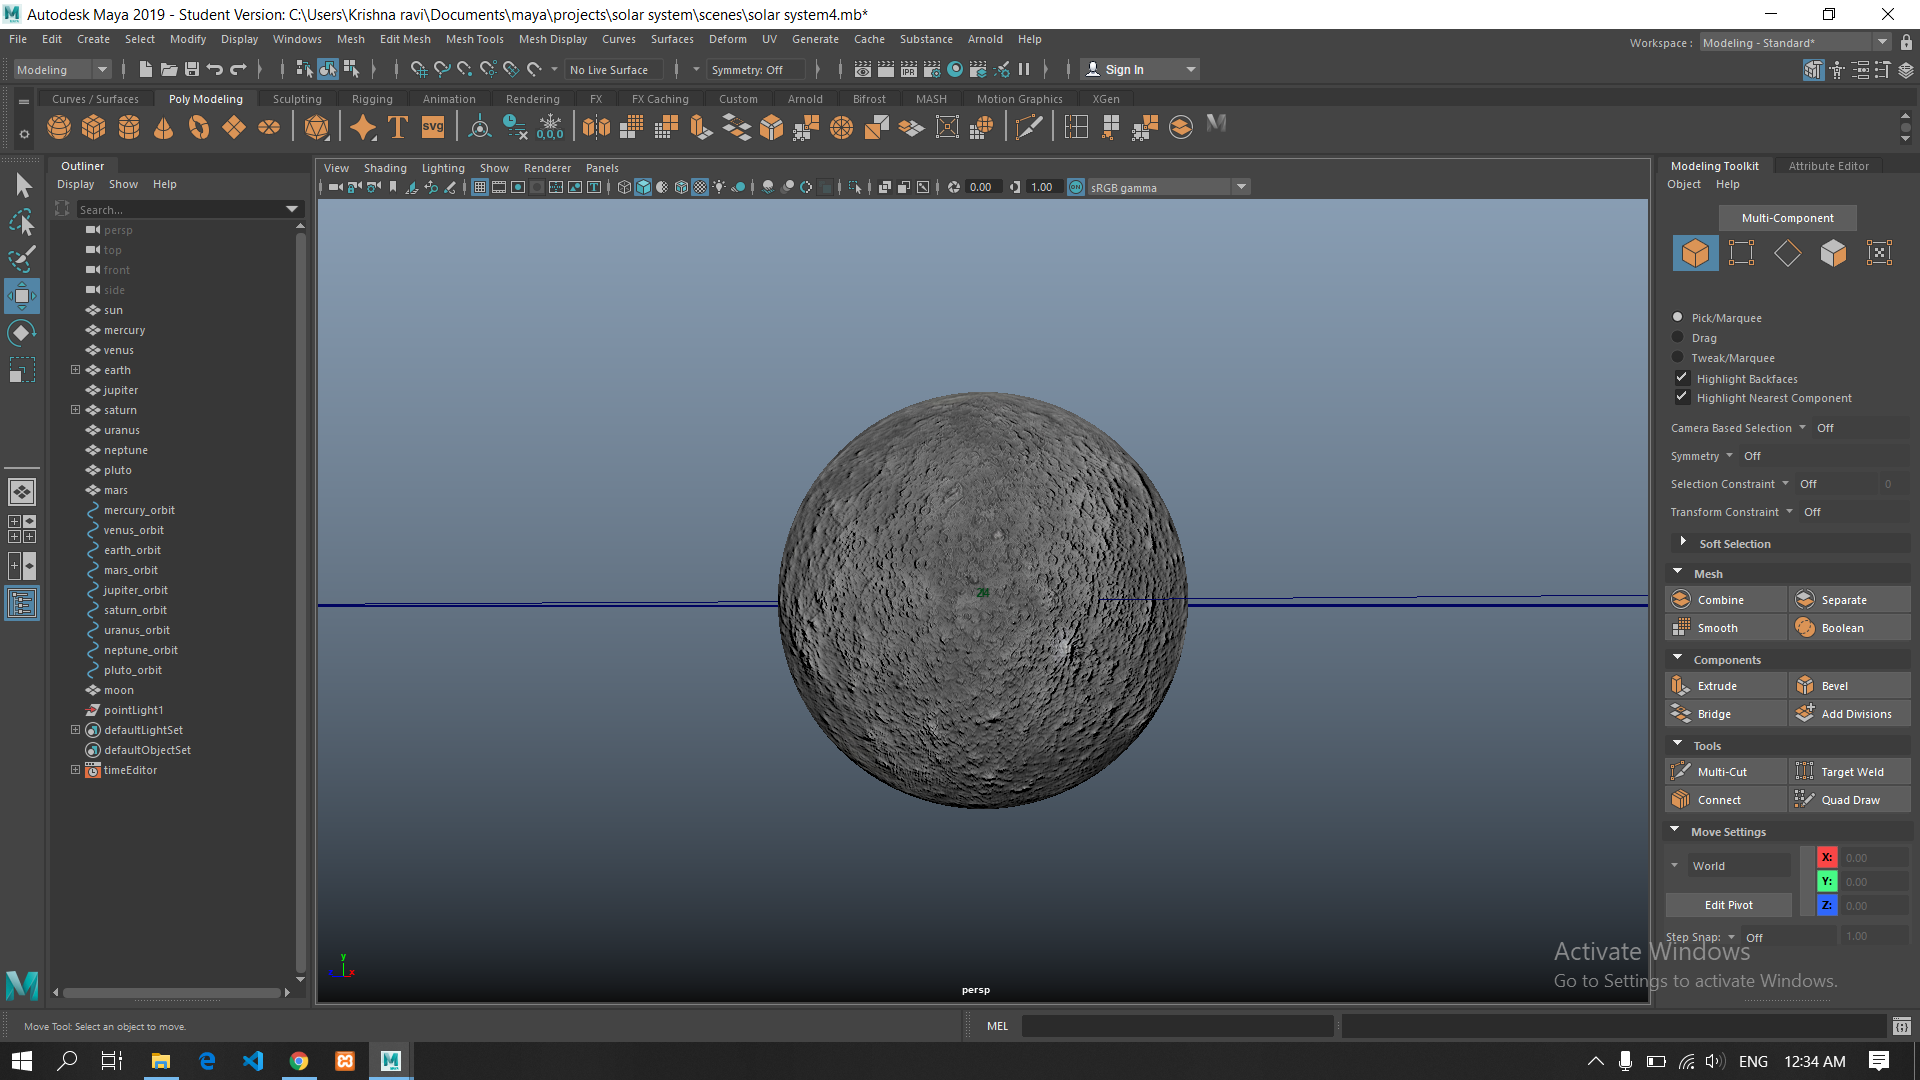 Autodesk Maya 2019 - Student Version: C:\Users\Krishna ravi\Documents\maya\projects\solar system\scenes\solar system4.mb*
File Edit Create Select Modify Display Windows Mesh Edit Mesh Mesh Tools Mesh Display Curves Surfaces Deform UV Generate Cache Substance Arnold Help
Workspace : Modeling - Standard*
Modeling No Live Surface Symmetry: Off Sign In
Curves / Surfaces Poly Modeling Sculpting Rigging Animation Rendering FX FX Caching Custom Arnold Bifrost MASH Motion Graphics XGen
T SVG 0,0,0
Outliner
Display Show Help
Search...
persp
top
front
side
sun
mercury
venus
earth
jupiter
saturn
uranus
neptune
pluto
mars
mercury_orbit
venus_orbit
earth_orbit
mars_orbit
jupiter_orbit
saturn_orbit
uranus_orbit
neptune_orbit
pluto_orbit
moon
pointLight1
defaultLightSet
defaultObjectSet
timeEditor
View Shading Lighting Show Renderer Panels
0.00 1.00 ON sRGB gamma
y
x
persp
Modeling Toolkit Attribute Editor
Object Help
Multi-Component
Pick/Marquee
Drag
Tweak/Marquee
Highlight Backfaces
Highlight Nearest Component
Camera Based Selection Off
Symmetry Off
Selection Constraint Off 0
Transform Constraint Off
Soft Selection
Mesh
Combine Separate
Smooth Boolean
Components
Extrude Bevel
Bridge Add Divisions
Tools
Multi-Cut Target Weld
Connect Quad Draw
Move Settings
World X: 0.00
Y: 0.00
Edit Pivot Z: 0.00
Step Snap: Off 1.00
Activate Windows
Go to Settings to activate Windows.
Move Tool: Select an object to move.
MEL
ENG 12:34 AM